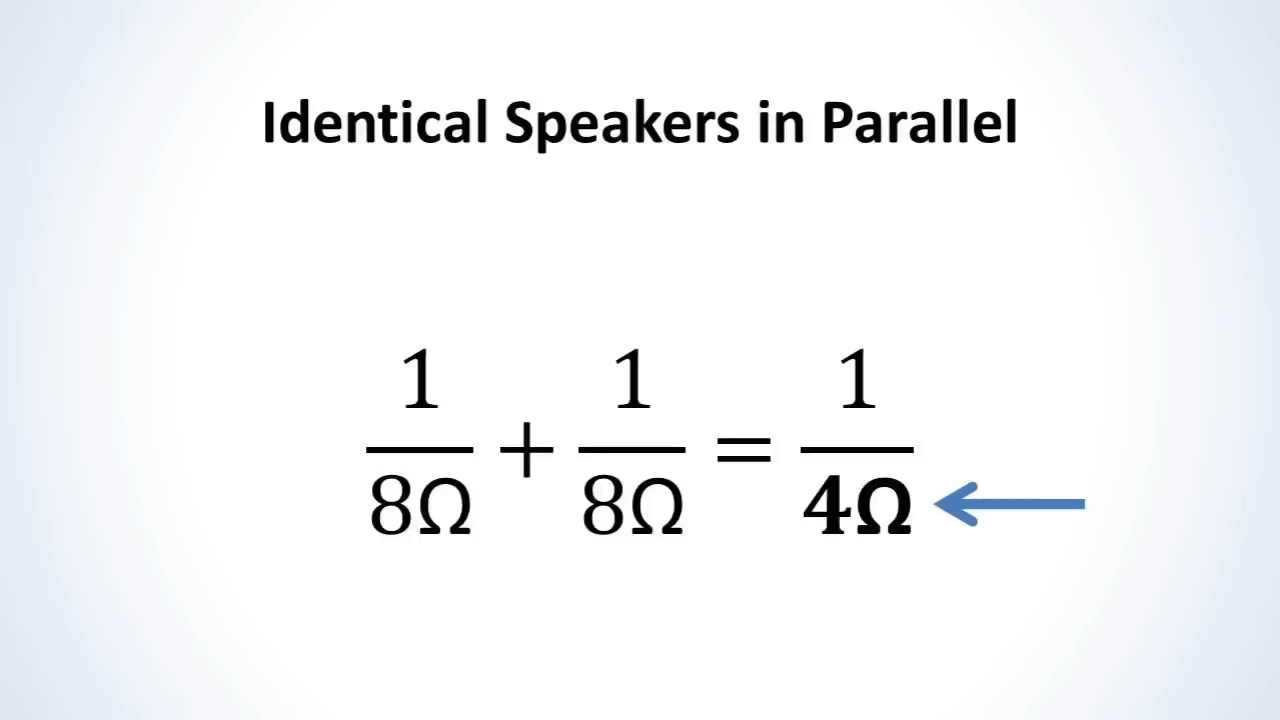 Identical Speakers in Parallel
1/8Ω + 1/8Ω = 1/4Ω